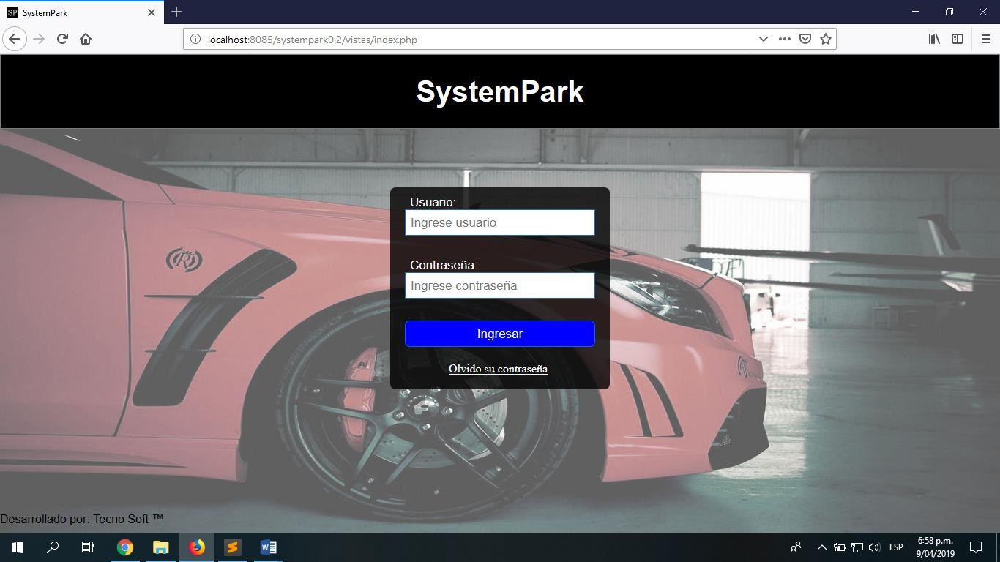 SP SystemPark
localhost:8085/systempark0.2/vistas/index.php
SystemPark
Usuario:
Ingrese usuario
Contraseña:
Ingrese contraseña
Ingresar
Olvido su contraseña
R
F
Desarrollado por: Tecno Soft ™
ESP
6:58 p.m.
9/04/2019